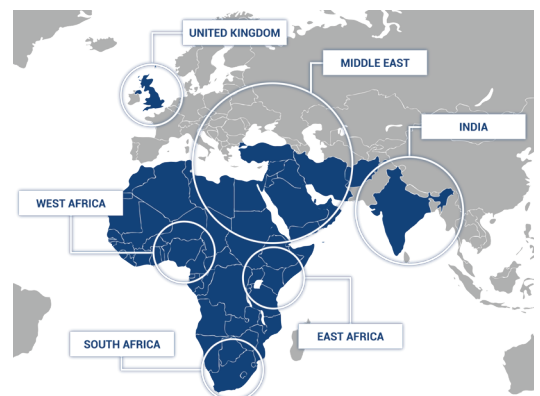 UNITED KINGDOM
MIDDLE EAST
INDIA
WEST AFRICA
EAST AFRICA
SOUTH AFRICA